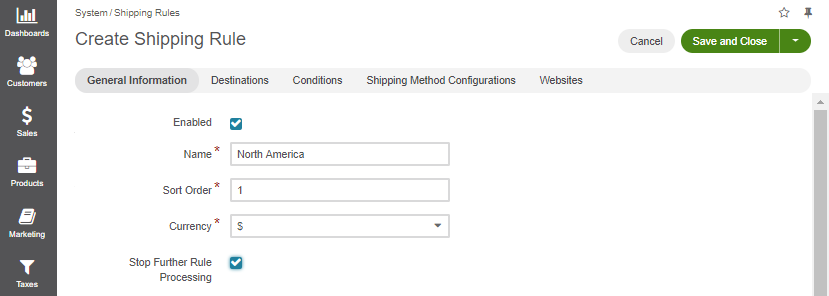 System / Shipping Rules
Create Shipping Rule
Cancel
Save and Close
General Information Destinations Conditions Shipping Method Configurations Websites
Dashboards
Customers
Sales
Products
Marketing
Taxes
Enabled
Name * North America
Sort Order * 1
Currency * $
Stop Further Rule
Processing